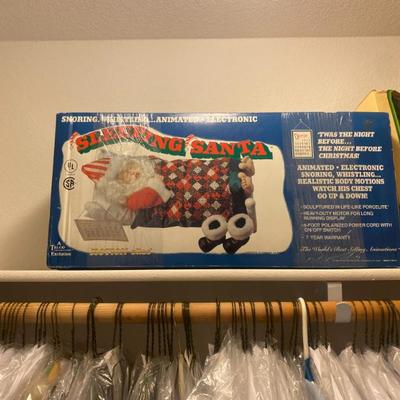 SNORING, WHISTLING...ANIMATED • ELECTRONIC
SLEEPING SANTA
'TWAS THE NIGHT
BEFORE...
THE NIGHT BEFORE
CHRISTMAS!
ANIMATED • ELECTRONIC
SNORING, WHISTLING...
REALISTIC BODY MOTIONS
WATCH HIS CHEST
GO UP & DOWN!
• SCULPTURED IN LIFE-LIKE PORCELITE
• HEAVY-DUTY MOTOR FOR LONG
RUNNING DISPLAY
• 6-FOOT POLARIZED POWER CORD WITH
ON/OFF SWITCH
• 1 YEAR WARRANTY
The World's Best Selling Animations
UL
A
TELCO
Exclusive